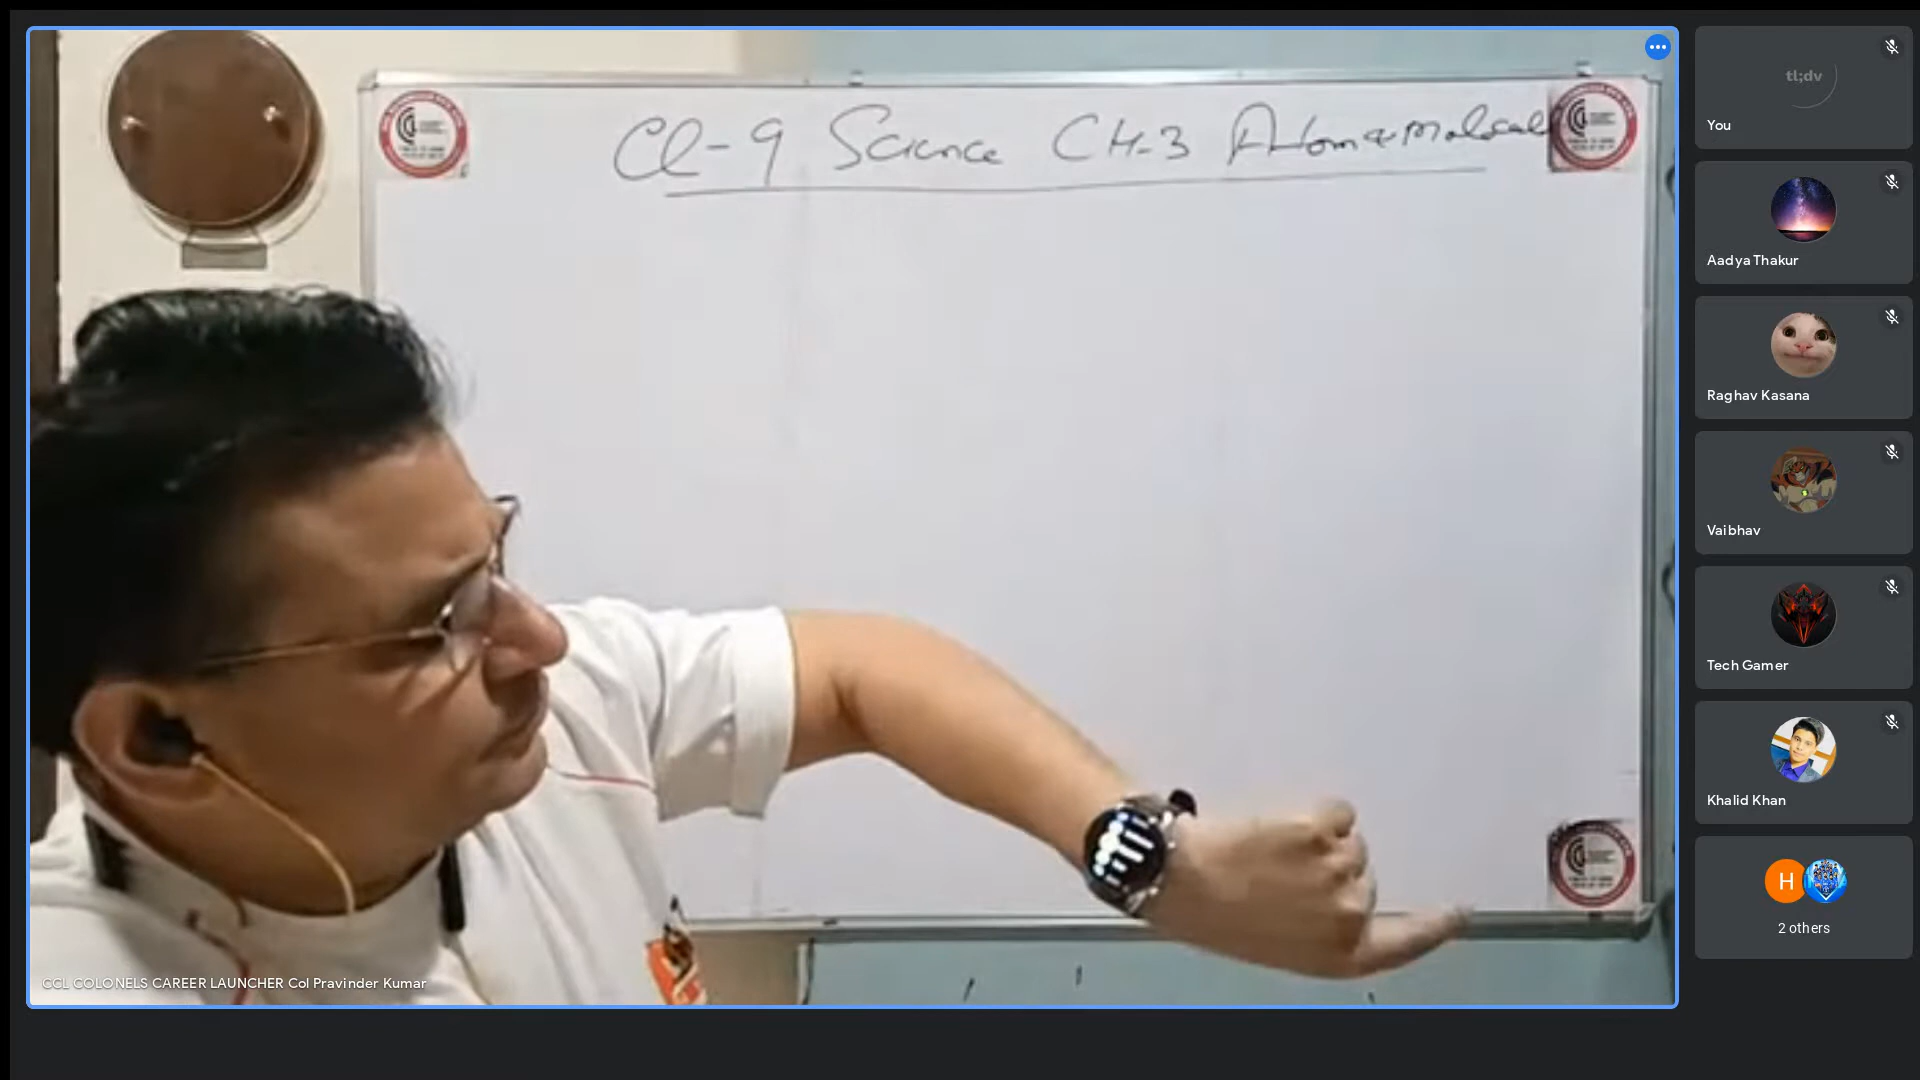 Cl-9 Science CH-3 Atom & Molecule
tl;dv
You
Aadya Thakur
Raghav Kasana
Vaibhav
Tech Gamer
Khalid Khan
H
2 others
CCL COLONELS CAREER LAUNCHER Col Pravinder Kumar